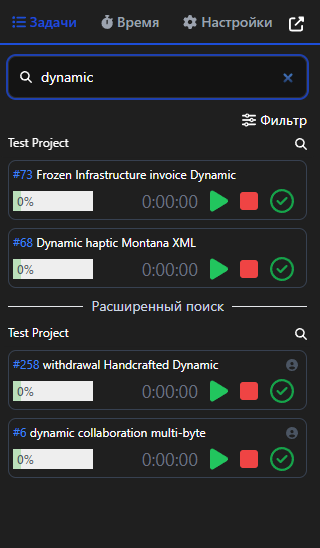 Задачи Время Настройки
dynamic
Фильтр
Test Project
#73 Frozen Infrastructure invoice Dynamic
0% 0:00:00
#68 Dynamic haptic Montana XML
0% 0:00:00
Расширенный поиск
Test Project
#258 withdrawal Handcrafted Dynamic
0% 0:00:00
#6 dynamic collaboration multi-byte
0% 0:00:00